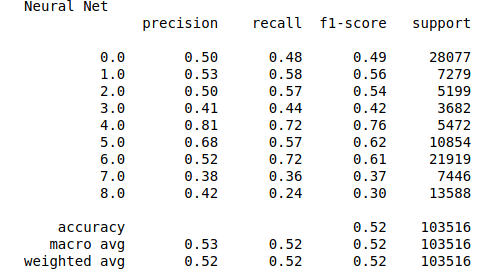 Neural Net
precision recall f1-score support
0.0 0.50 0.48 0.49 28077
1.0 0.53 0.58 0.56 7279
2.0 0.50 0.57 0.54 5199
3.0 0.41 0.44 0.42 3682
4.0 0.81 0.72 0.76 5472
5.0 0.68 0.57 0.62 10854
6.0 0.52 0.72 0.61 21919
7.0 0.38 0.36 0.37 7446
8.0 0.42 0.24 0.30 13588
accuracy 0.52 103516
macro avg 0.53 0.52 0.52 103516
weighted avg 0.52 0.52 0.52 103516